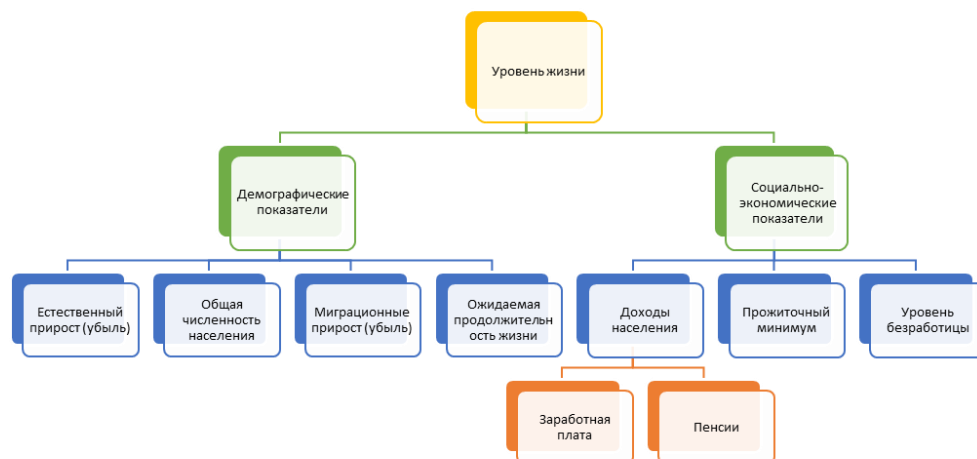 Уровень жизни
Демографические
показатели
Социально-
экономические
показатели
Естественный
прирост (убыль)
Общая
численность
населения
Миграционные
прирост (убыль)
Ожидаемая
продолжительн
ость жизни
Доходы
населения
Прожиточный
минимум
Уровень
безработицы
Заработная
плата
Пенсии